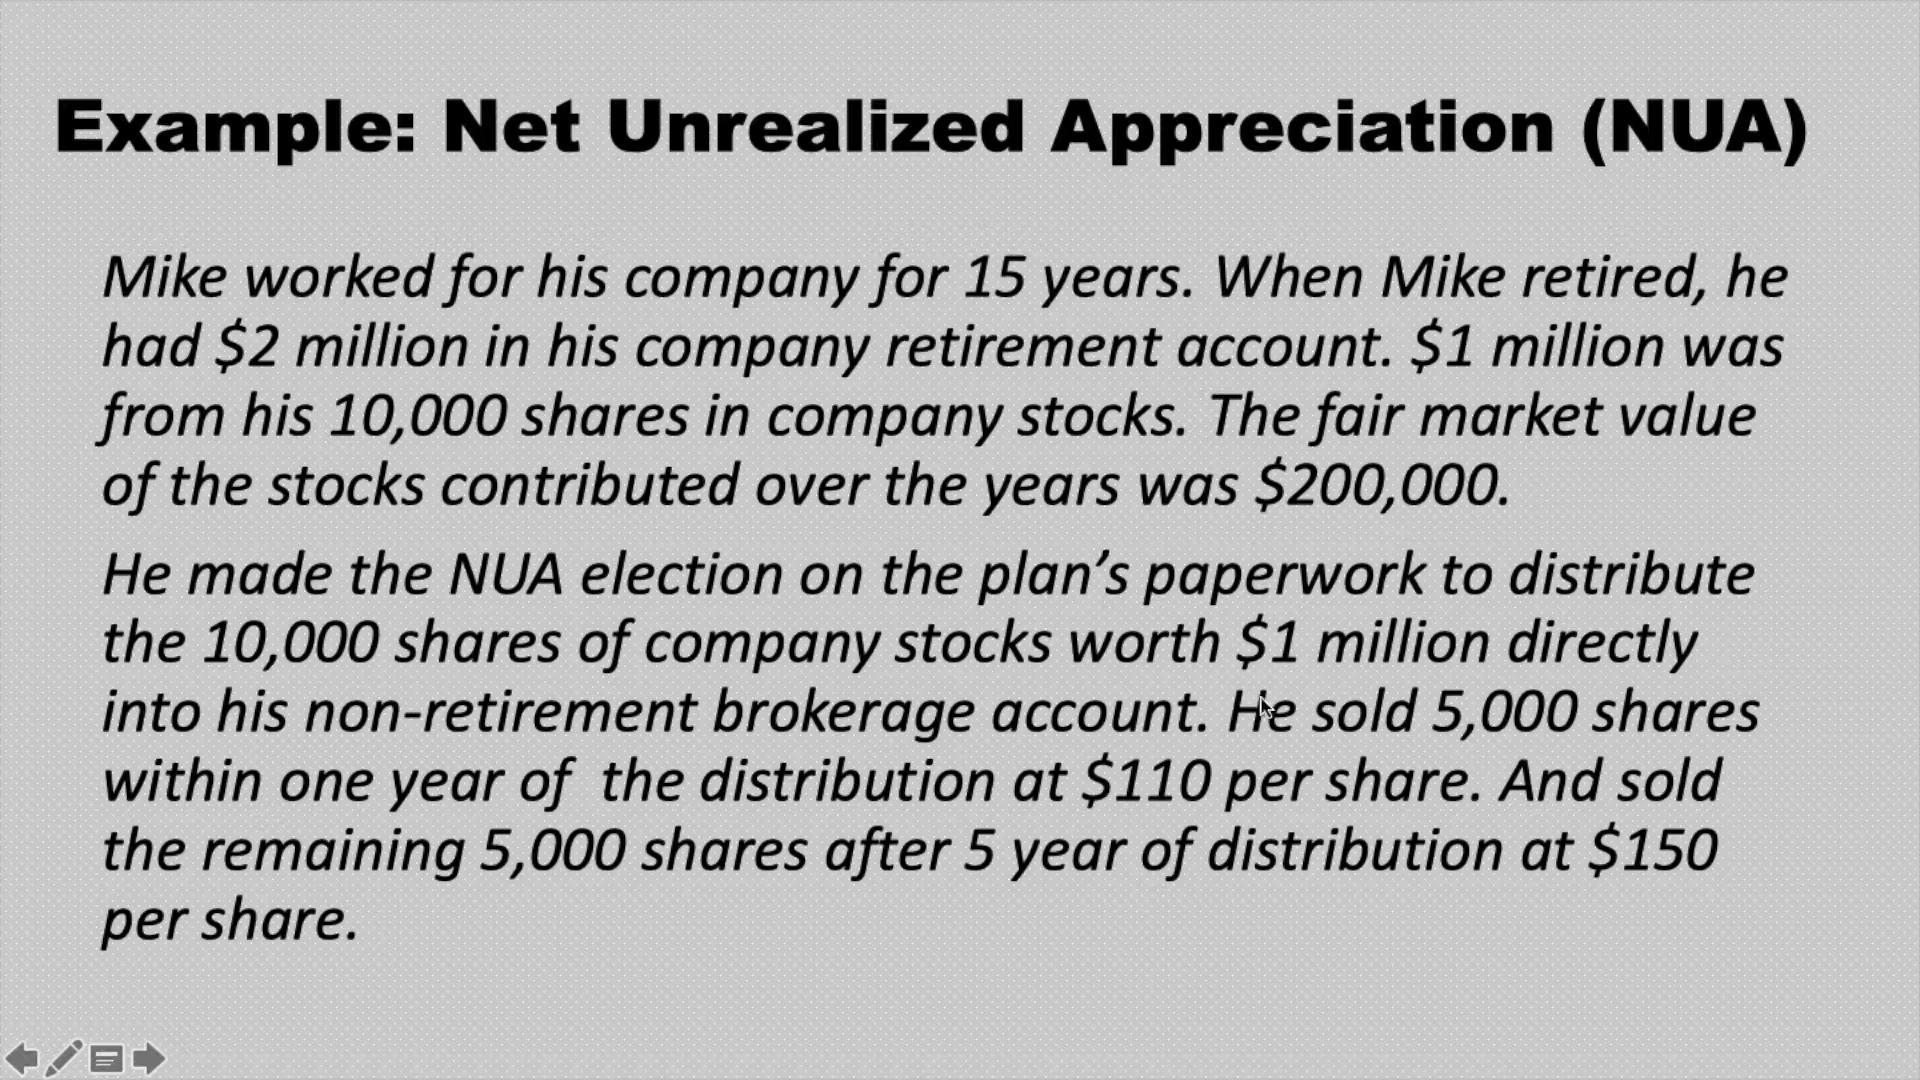 Example: Net Unrealized Appreciation (NUA)
Mike worked for his company for 15 years. When Mike retired, he
had $2 million in his company retirement account. $1 million was
from his 10,000 shares in company stocks. The fair market value
of the stocks contributed over the years was $200,000.
He made the NUA election on the plan’s paperwork to distribute
the 10,000 shares of company stocks worth $1 million directly
into his non-retirement brokerage account. He sold 5,000 shares
within one year of  the distribution at $110 per share. And sold
the remaining 5,000 shares after 5 year of distribution at $150
per share.